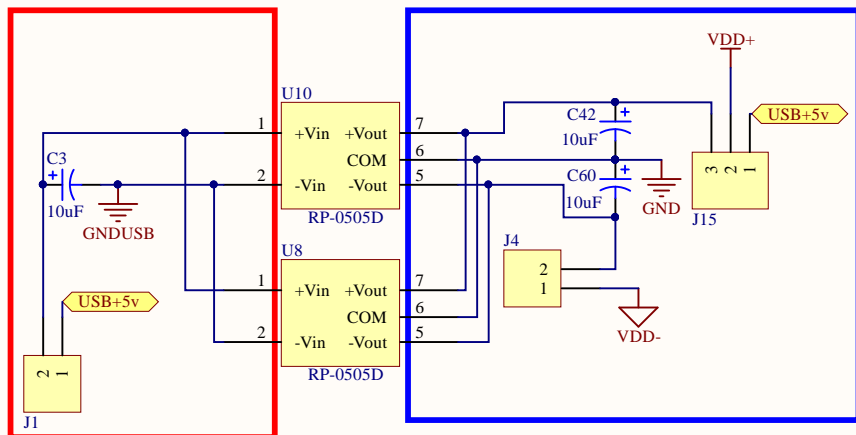 VDD+
U10
1 +Vin +Vout 7
COM 6
2 -Vin -Vout 5
RP-0505D
C3
10uF
GNDUSB
C42
10uF
USB+5v
C60
10uF
GND
3 2 1
J15
U8
1 +Vin +Vout 7
COM 6
2 -Vin -Vout 5
RP-0505D
J4
2
1
VDD-
USB+5v
2 1
J1